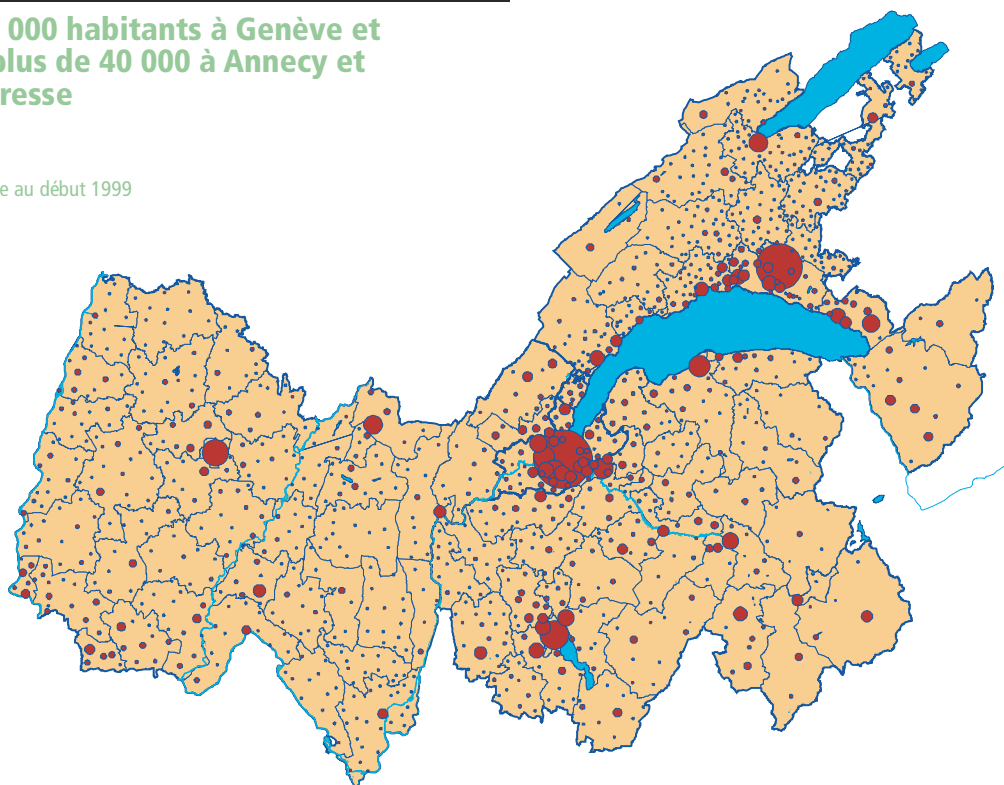 000 habitants à Genève et
plus de 40 000 à Annecy et
resse
e au début 1999